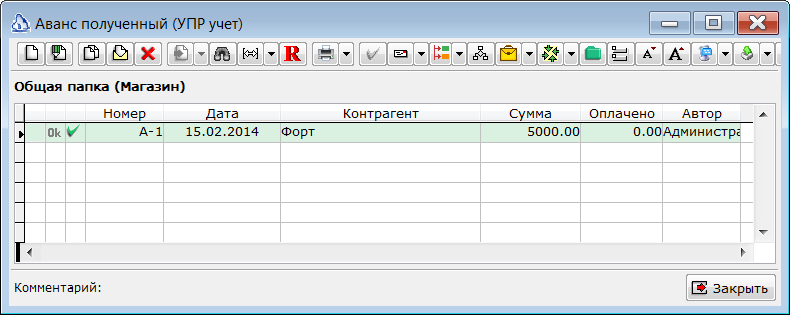 Аванс полученный (УПР учет)
R A A
Общая папка (Магазин)
Номер Дата Контрагент Сумма Оплачено Автор
Ok А-1 15.02.2014 Форт 5000.00 0.00 Администра
Комментарий: Закрыть